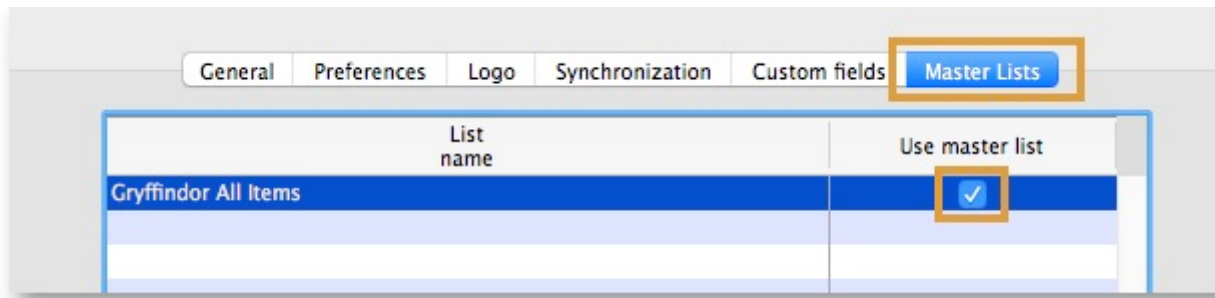 General Preferences Logo Synchronization Custom fields Master Lists
List
name
Use master list
Gryffindor All Items